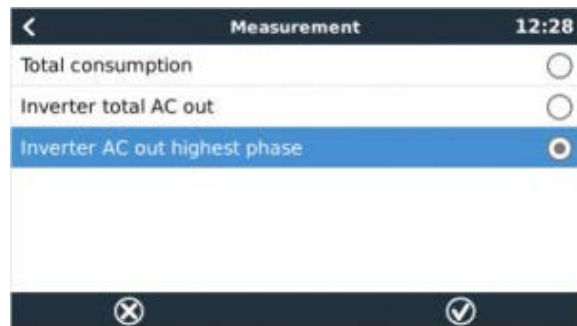 Measurement 12:28
Total consumption
Inverter total AC out
Inverter AC out highest phase